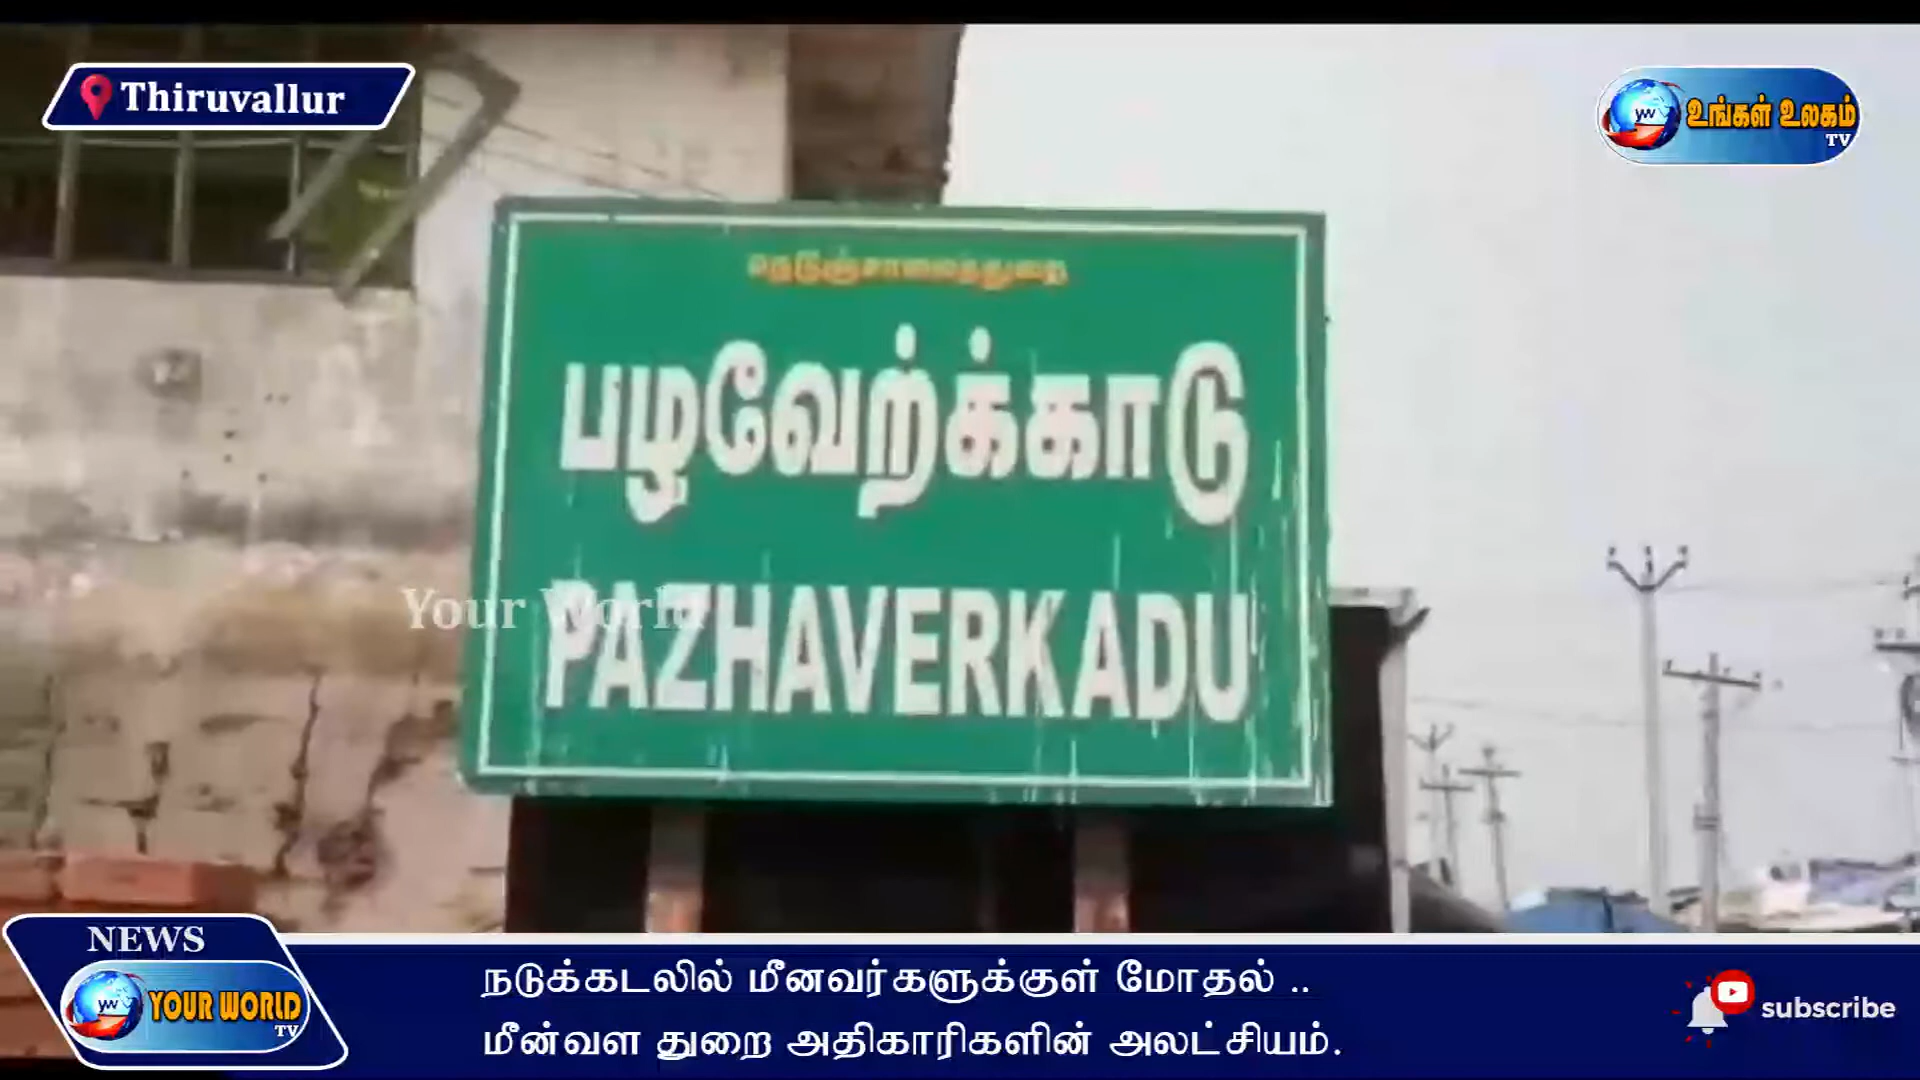 Thiruvallur
உங்கள் உலகம்
TV
நெடுஞ்சாலைத்துறை
பழவேற்க்காடு
Your World
PAZHAVERKADU
NEWS
yw YOUR WORLD
TV
நடுக்கடலில் மீனவர்களுக்குள் மோதல் ..
மீன்வள துறை அதிகாரிகளின் அலட்சியம்.
subscribe